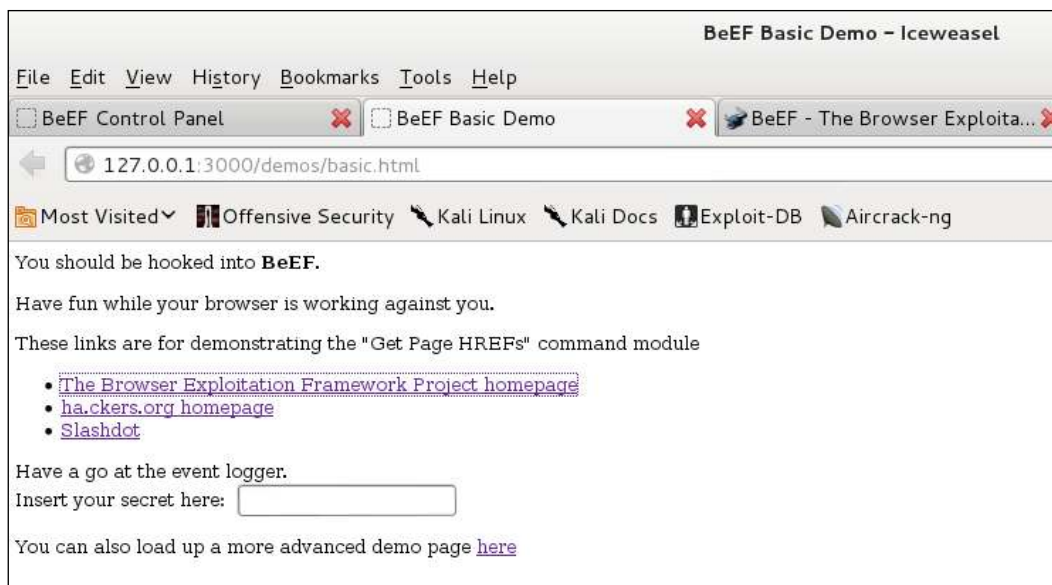 BeEF Basic Demo - Iceweasel
File Edit View History Bookmarks Tools Help
BeEF Control Panel BeEF Basic Demo BeEF - The Browser Exploita...
127.0.0.1:3000/demos/basic.html
Most Visited Offensive Security Kali Linux Kali Docs Exploit-DB Aircrack-ng
You should be hooked into BeEF.
Have fun while your browser is working against you.
These links are for demonstrating the "Get Page HREFs" command module
• The Browser Exploitation Framework Project homepage
• ha.ckers.org homepage
• Slashdot
Have a go at the event logger.
Insert your secret here:
You can also load up a more advanced demo page here